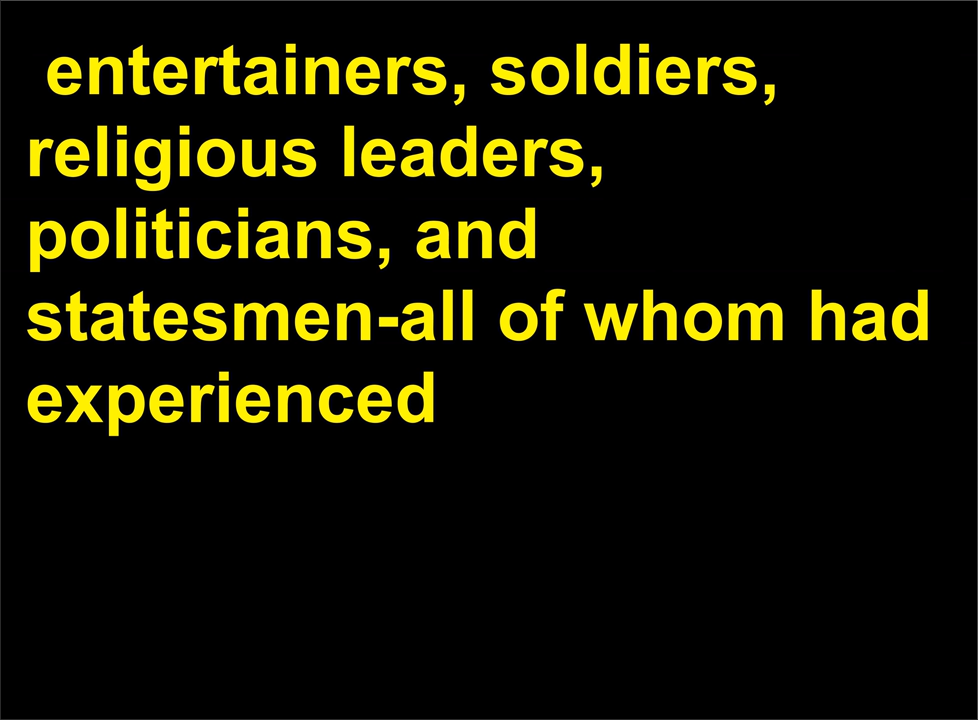 entertainers, soldiers,
religious leaders,
politicians, and
statesmen-all of whom had
experienced